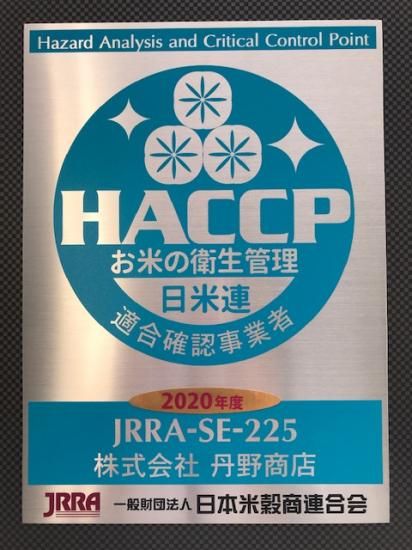 Hazard Analysis and Critical Control Point
HACCP
お米の衛生管理
日米連
適合確認事業者
2020年度
JRRA-SE-225
株式会社 丹野商店
JRRA 一般財団法人 日本米穀商連合会